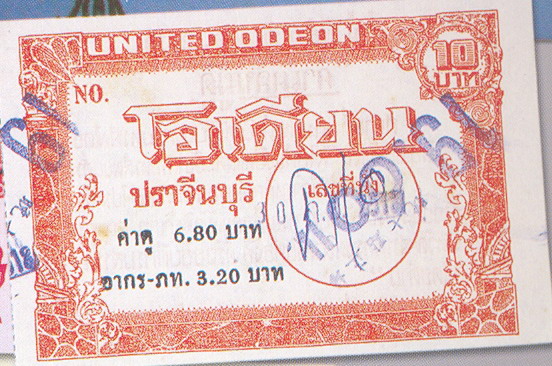 UNITED ODEON
10
บาท
NO.
โอเดียน
ปราจีนบุรี
เลขที่นั่ง
ค่าดู 6.80 บาท
อากร-ภท. 3.20 บาท